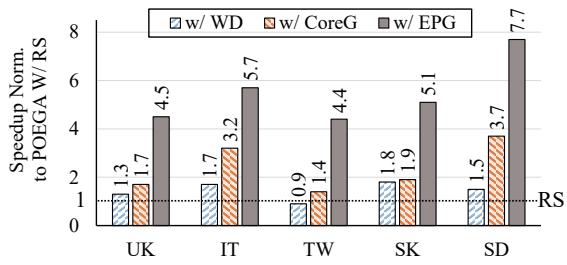 w/ WD w/ CoreG w/ EPG
Speedup Norm.
to POEGA W/ RS
8
6
4
2
1
0
1.3 1.7 4.5
1.7 3.2 5.7
0.9 1.4 4.4
1.8 1.9 5.1
1.5 3.7 7.7
RS
UK IT TW SK SD